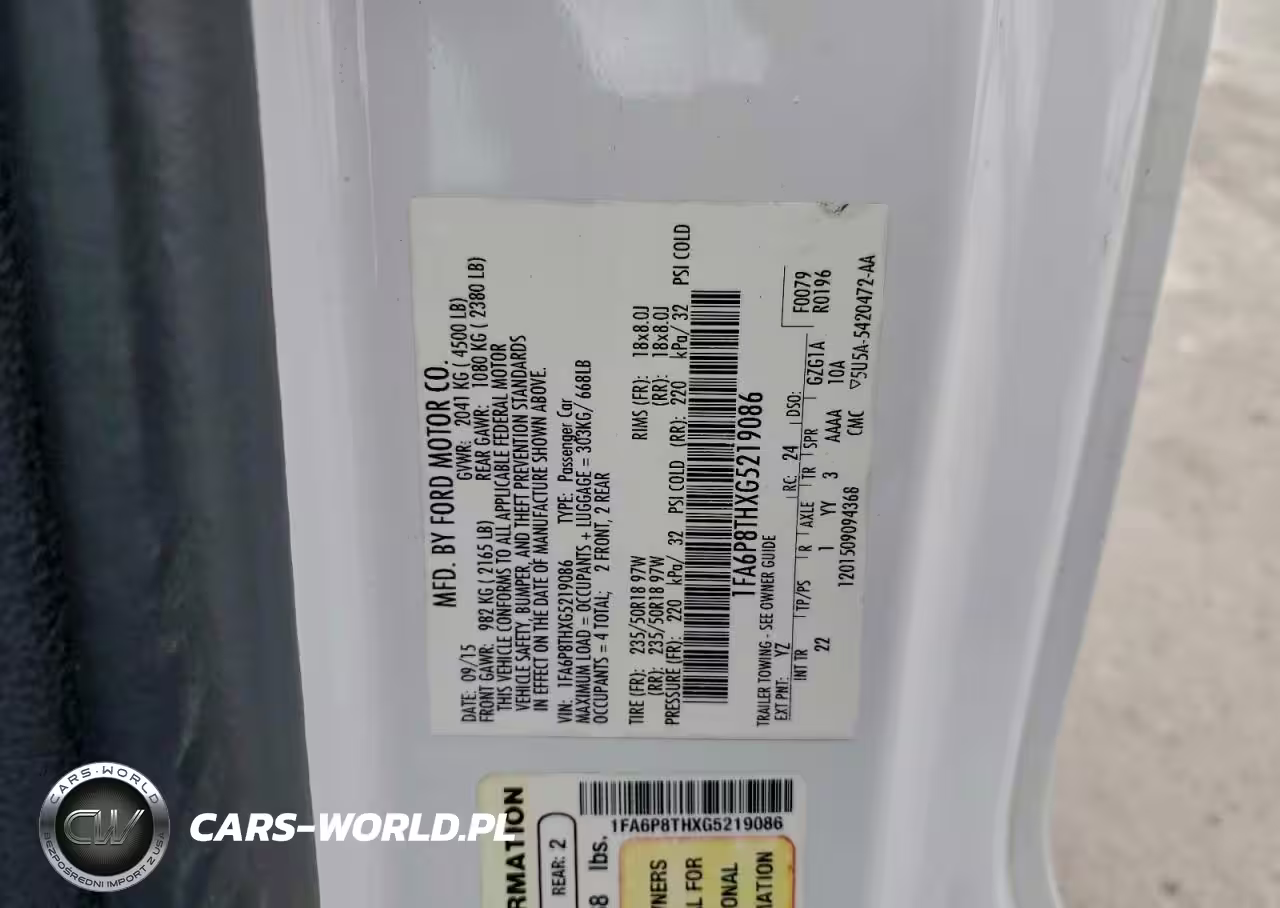 MFD. BY FORD MOTOR CO.
DATE: 09/15 GVWR: 2041 KG ( 4500 LB)
FRONT GAWR: 982 KG ( 2165 LB) REAR GAWR: 1080 KG ( 2380 LB)
THIS VEHICLE CONFORMS TO ALL APPLICABLE FEDERAL MOTOR
VEHICLE SAFETY, BUMPER, AND THEFT PREVENTION STANDARDS
IN EFFECT ON THE DATE OF MANUFACTURE SHOWN ABOVE.
VIN: 1FA6P8THXG5219086 TYPE: Passenger Car
MAXIMUM LOAD = OCCUPANTS + LUGGAGE = 303KG/ 668LB
OCCUPANTS = 4 TOTAL; 2 FRONT, 2 REAR
TIRE (FR): 235/50R18 97W RIMS (FR): 18x8.0J
(RR): 235/50R18 97W (RR): 18x8.0J
PRESSURE (FR): 220 kPa/ 32 PSI COLD (RR): 220 kPa/ 32 PSI COLD
1FA6P8THXG5219086
TRAILER TOWING - SEE OWNER GUIDE
EXT PNT: YZ RC: 24 DSO: F0079
R0196
INT TR TP/PS R AXLE TR SPR GZG1A
22 1 YY 3 AAAA 10A
1201509094368 CMC ▽5U5A-5420472-AA
RMATION
REAR: 2
8 lbs.
1FA6P8THXG5219086
WNERS
L FOR
ONAL
MATION
CARS-WORLD
CW
BEZPOŚREDNI IMPORT Z USA
CARS-WORLD.PL